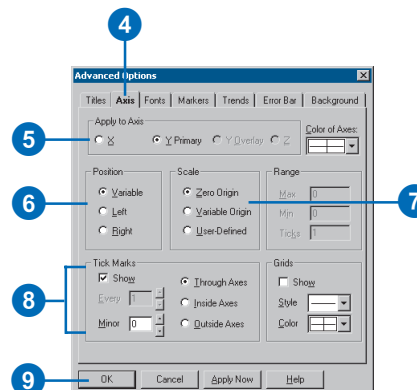 4
Advanced Options
Titles Axis Fonts Markers Trends Error Bar Background
5
Apply to Axis
X Y Primary Y Overlay Z
Color of Axes:
6
Position
Variable
Left
Right
Scale
Zero Origin
Variable Origin
User-Defined
7
Range
Max 0
Min 0
Ticks 1
8
Tick Marks
Show
Every 1
Minor 0
Through Axes
Inside Axes
Outside Axes
Grids
Show
Style
Color
9
OK Cancel Apply Now Help